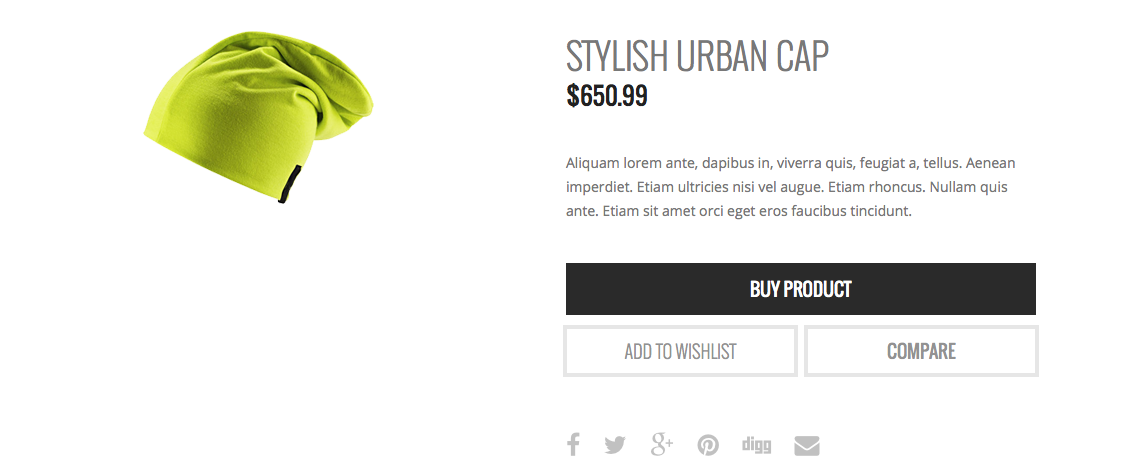 STYLISH URBAN CAP
$650.99
Aliquam lorem ante, dapibus in, viverra quis, feugiat a, tellus. Aenean
imperdiet. Etiam ultricies nisi vel augue. Etiam rhoncus. Nullam quis
ante. Etiam sit amet orci eget eros faucibus tincidunt.
BUY PRODUCT
ADD TO WISHLIST COMPARE
digg